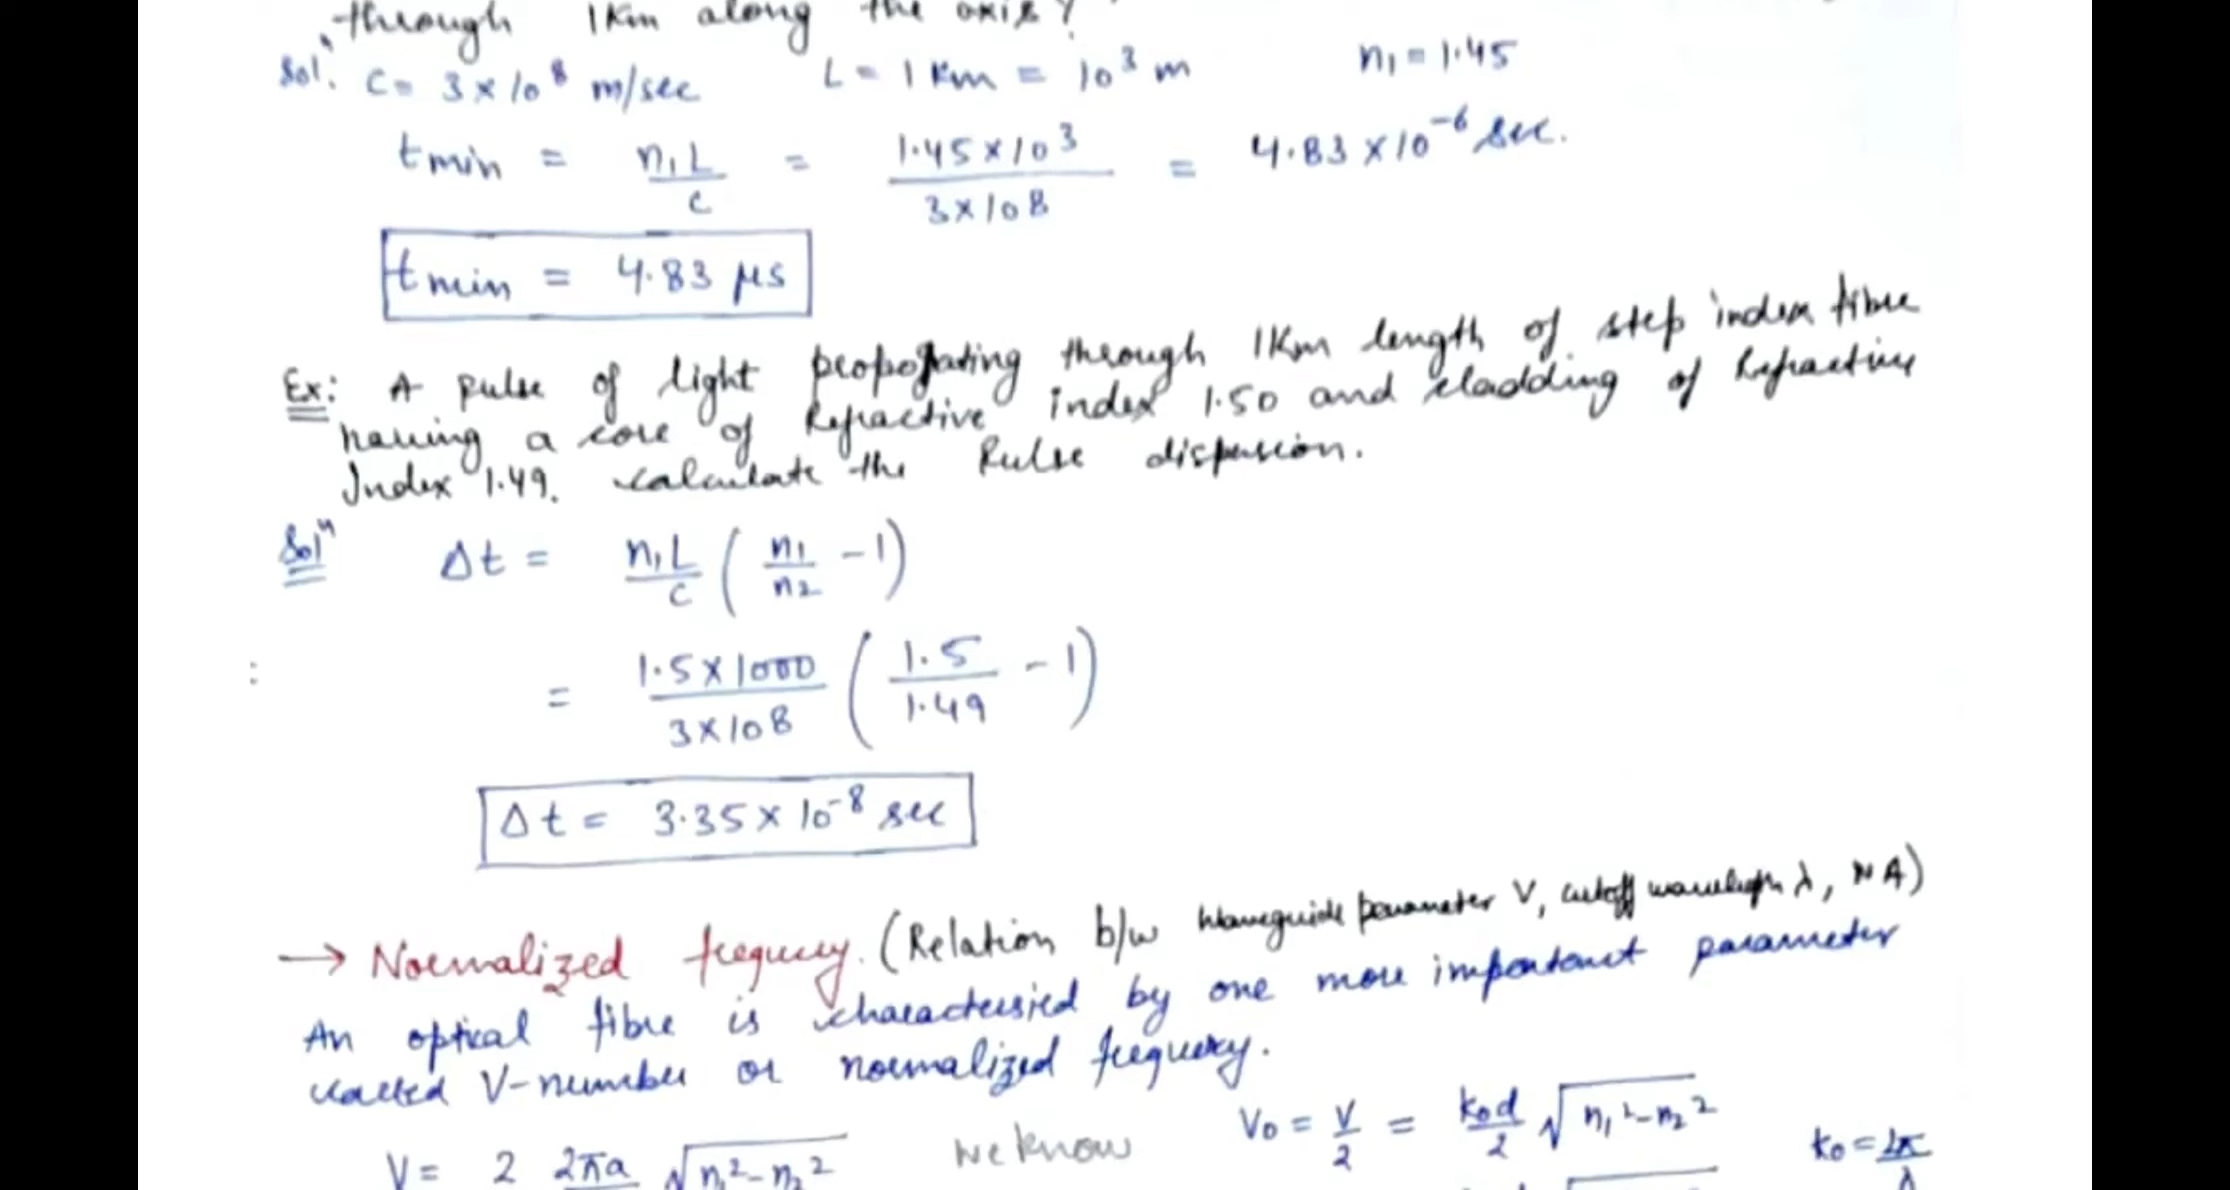 through 1Km along the axis?
Solⁿ. C = 3 × 10⁸ m/sec L = 1 Km = 10³ m n₁ = 1.45
t min = n₁L/c = 1.45×10³/3×10⁸ = 4.83 × 10⁻⁶ sec.
t min = 4.83 μs
Ex: A pulse of light propogating through 1Km length of step index fibre
having a core of Refractive index 1.50 and cladding of Refractive
Index 1.49. calculate the Pulse dispersion.
Solⁿ Δt = n₁L/c ( n₁/n₂ - 1)
: = 1.5 × 1000/3×10⁸ ( 1.5/1.49 - 1)
Δt = 3.35 × 10⁻⁸ sec
→ Normalized frequency. (Relation b/w Waveguide parameter V, cutoff wavelength λ, NA)
An optical fibre is characterised by one more important parameter
called V-number or normalized frequency.
V = 2 2πa √n₁²-n₂² We know V₀ = V/2 = k₀d/2 √n₁²-n₂² k₀ = 2π/λ